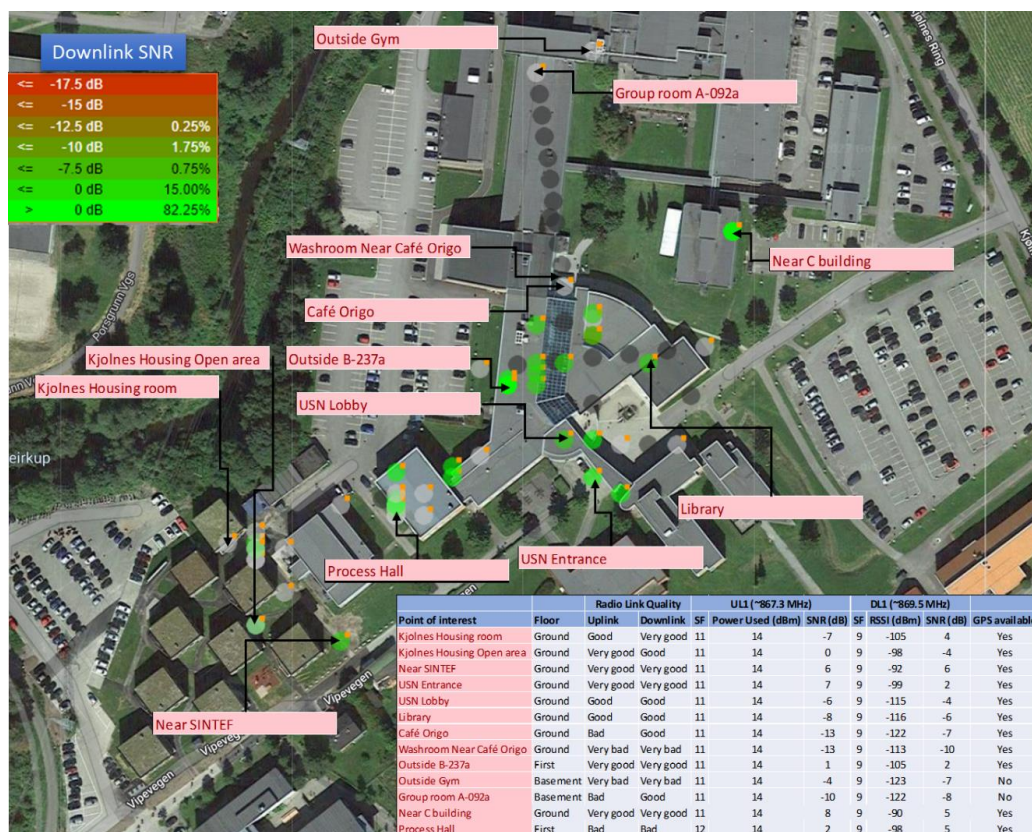 Downlink SNR
<= -17.5 dB
<= -15 dB
<= -12.5 dB 0.25%
<= -10 dB 1.75%
<= -7.5 dB 0.75%
<= 0 dB 15.00%
> 0 dB 82.25%
Outside Gym
Group room A-092a
Kjolnes Ring
Washroom Near Café Origo
Near C building
Café Origo
Porsgrunn Vgs
Kjolnes Housing Open area
Outside B-237a
Kjolnes Housing room
USN Lobby
eirkup
Library
Process Hall
USN Entrance
Near SINTEF
Vipevegen
Vipevegen
Radio Link Quality UL1 (~867.3 MHz) DL1 (~869.5 MHz)
Point of interest Floor Uplink Downlink SF Power Used (dBm) SNR (dB) SF RSSI (dBm) SNR (dB) GPS available
Kjolnes Housing room Ground Good Very good 11 14 -7 9 -105 4 Yes
Kjolnes Housing Open area Ground Very good Good 11 14 0 9 -98 -4 Yes
Near SINTEF Ground Very good Very good 11 14 6 9 -92 6 Yes
USN Entrance Ground Very good Very good 11 14 7 9 -99 2 Yes
USN Lobby Ground Good Good 11 14 -6 9 -115 -4 Yes
Library Ground Good Good 11 14 -8 9 -116 -6 Yes
Café Origo Ground Bad Good 11 14 -13 9 -122 -7 Yes
Washroom Near Café Origo Ground Very bad Very bad 11 14 -13 9 -113 -10 Yes
Outside B-237a First Very good Very good 11 14 1 9 -105 2 Yes
Outside Gym Basement Very bad Very bad 11 14 -4 9 -123 -7 No
Group room A-092a Basement Bad Good 11 14 -10 9 -122 -8 No
Near C building Ground Very good Very good 11 14 8 9 -90 5 Yes
Process Hall First Bad Bad 12 14 2 9 -98 5 Yes